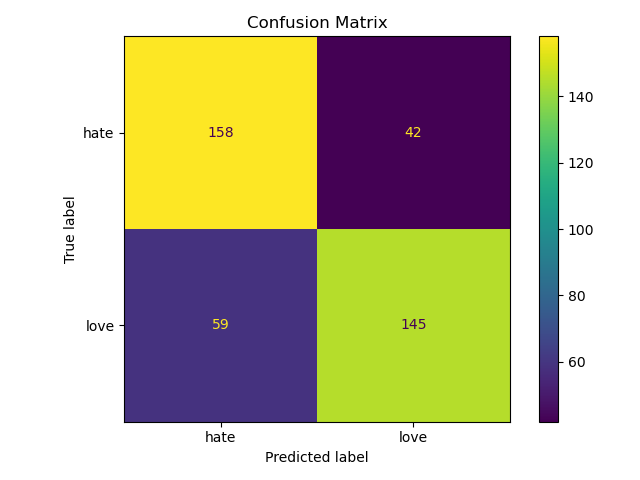 Confusion Matrix
True label
hate
158
42
love
59
145
hate
love
Predicted label
140
120
100
80
60